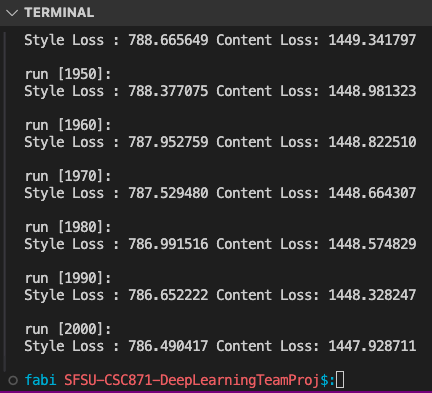 TERMINAL
Style Loss : 788.665649 Content Loss: 1449.341797
run [1950]:
Style Loss : 788.377075 Content Loss: 1448.981323
run [1960]:
Style Loss : 787.952759 Content Loss: 1448.822510
run [1970]:
Style Loss : 787.529480 Content Loss: 1448.664307
run [1980]:
Style Loss : 786.991516 Content Loss: 1448.574829
run [1990]:
Style Loss : 786.652222 Content Loss: 1448.328247
run [2000]:
Style Loss : 786.490417 Content Loss: 1447.928711
fabi SFSU-CSC871-DeepLearningTeamProj$: